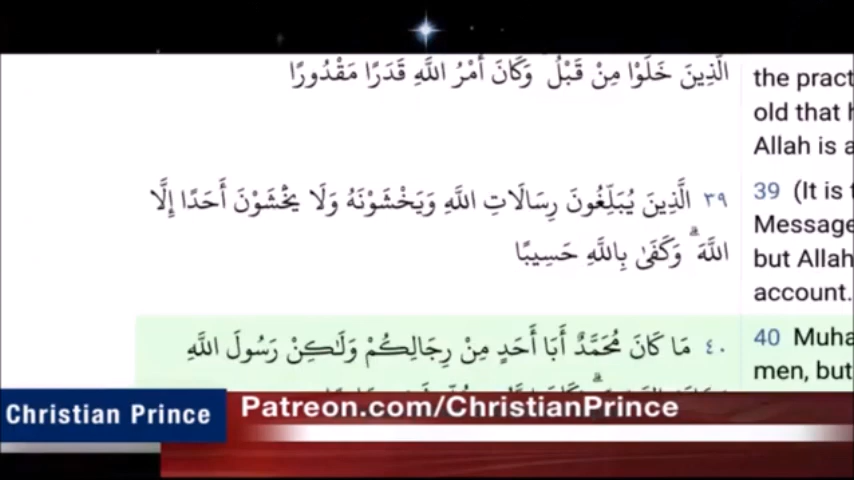 الَّذِينَ خَلَوْا مِنْ قَبْلُ وَكَانَ أَمْرُ اللَّهِ قَدَرًا مَقْدُورًا
the pract
old that h
Allah is a
٣٩ الَّذِينَ يُبَلِّغُونَ رِسَالَاتِ اللَّهِ وَيَخْشَوْنَهُ وَلَا يَخْشَوْنَ أَحَدًا إِلَّا
اللَّهَ ۗ وَكَفَىٰ بِاللَّهِ حَسِيبًا
39 (It is t
Message
but Allah
account.
٤٠ مَا كَانَ مُحَمَّدٌ أَبَا أَحَدٍ مِنْ رِجَالِكُمْ وَلَٰكِنْ رَسُولَ اللَّهِ
40 Muha
men, but
Christian Prince
Patreon.com/ChristianPrince